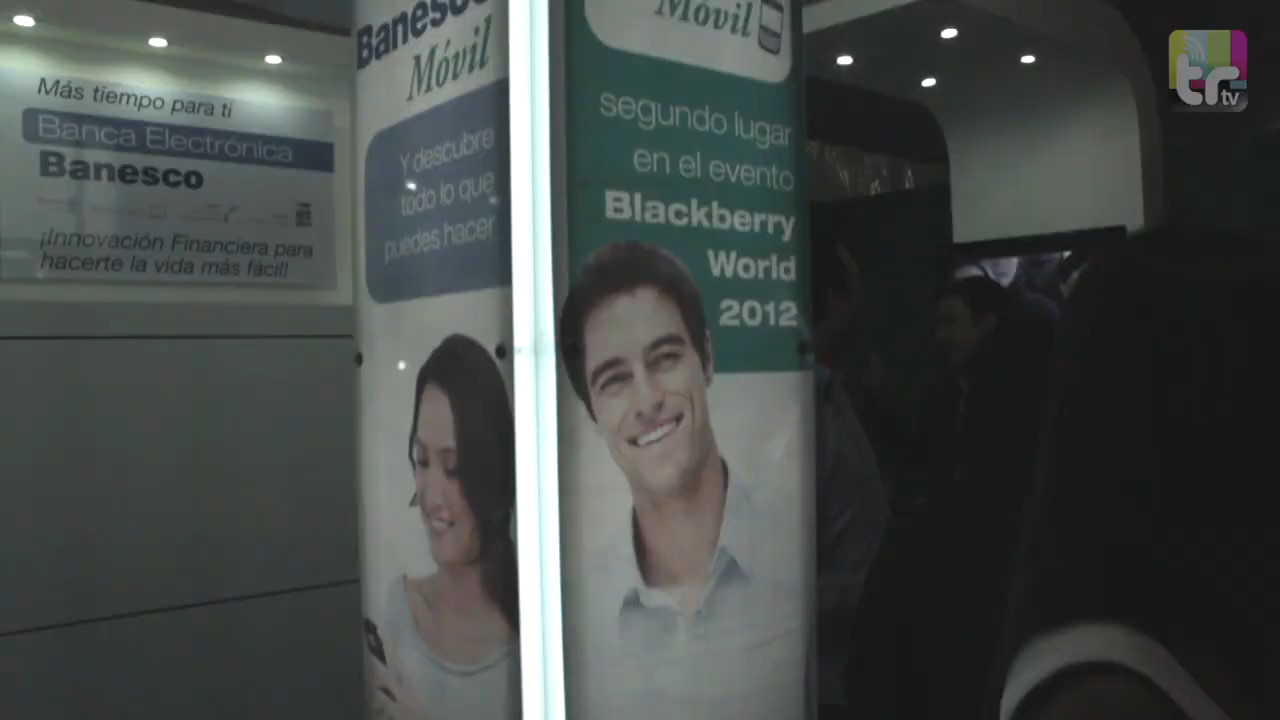 Más tiempo para ti
Banca Electrónica
Banesco
¡Innovación Financiera para
hacerte la vida más fácil!
Banesco
Móvil
Y descubre
todo lo que
puedes hacer
Móvil
segundo lugar
en el evento
Blackberry
World
2012
tr
tv